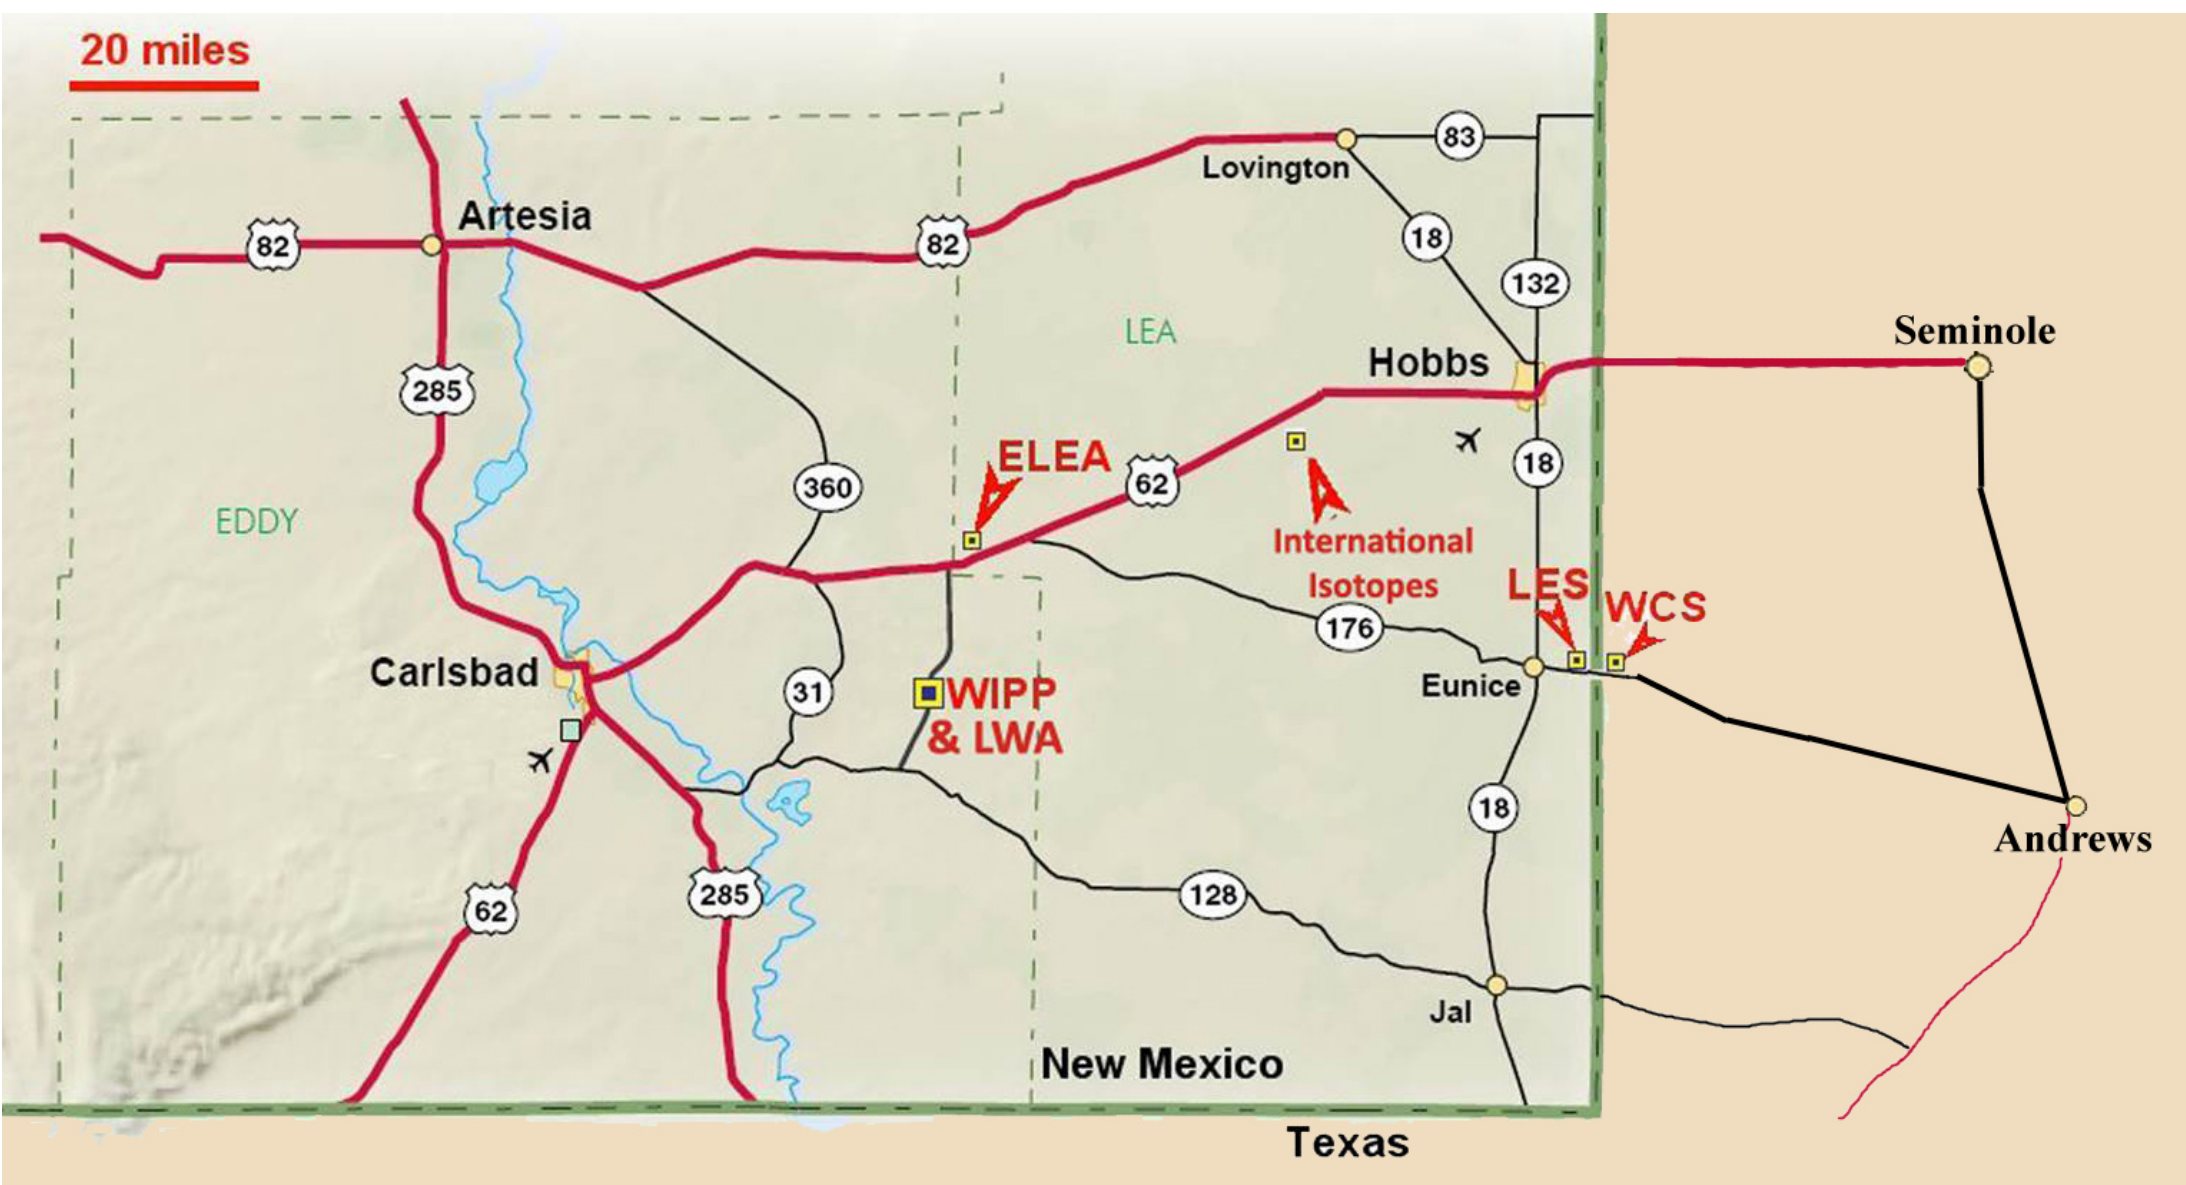 20 miles
83
Lovington
Artesia
82
82
18
132
LEA
Seminole
Hobbs
285
ELEA
62
18
360
EDDY
International
Isotopes
LES
WCS
176
Carlsbad
31
WIPP
& LWA
Eunice
18
Andrews
285
128
62
Jal
New Mexico
Texas